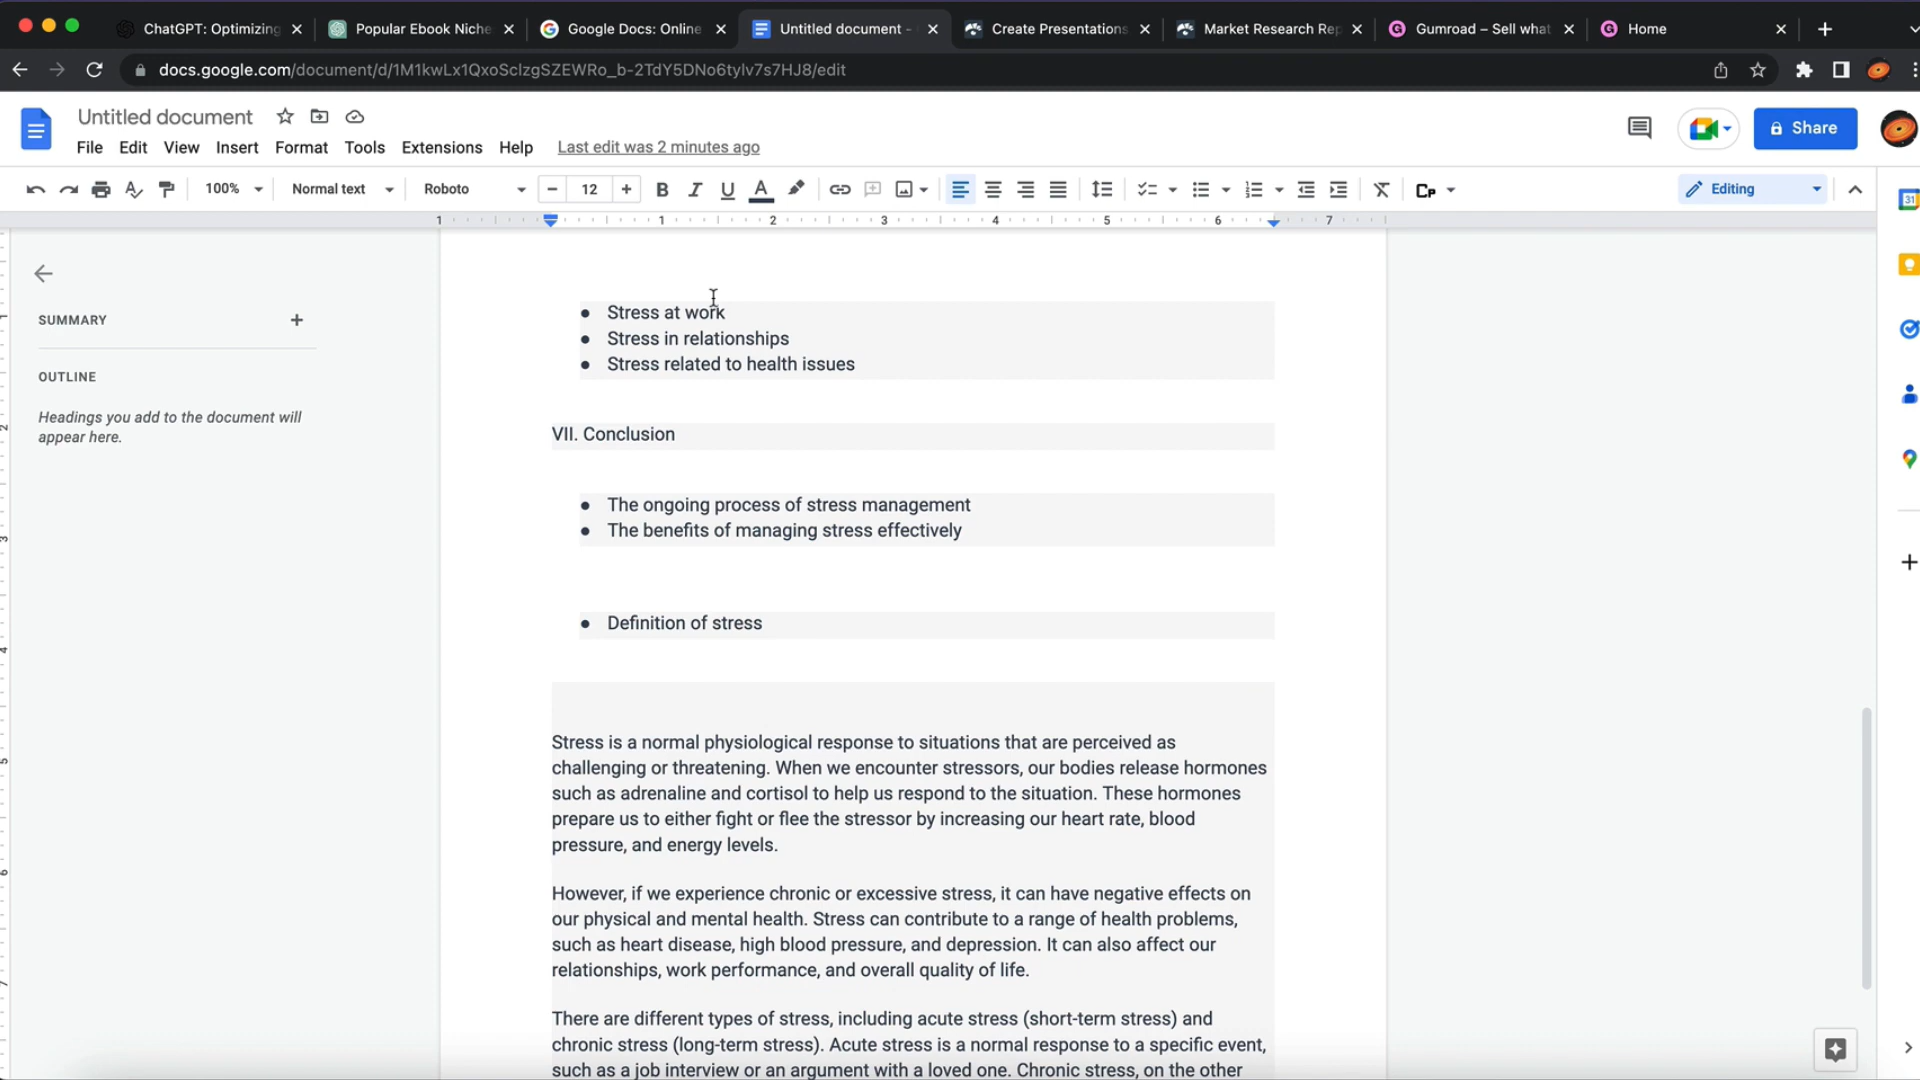 ChatGPT: Optimizing
Popular Ebook Niche
Google Docs: Online
Untitled document -
Create Presentations
Market Research Rep
Gumroad – Sell what
Home
docs.google.com/document/d/1M1kwLx1QxoSclzgSZEWRo_b-2TdY5DNo6tylv7s7HJ8/edit
Untitled document
File Edit View Insert Format Tools Extensions Help Last edit was 2 minutes ago
Share
100% Normal text Roboto 12 Editing
1 1 2 3 4 5 6 7
SUMMARY
OUTLINE
Headings you add to the document will
appear here.
● Stress at work
● Stress in relationships
● Stress related to health issues
VII. Conclusion
● The ongoing process of stress management
● The benefits of managing stress effectively
● Definition of stress
Stress is a normal physiological response to situations that are perceived as
challenging or threatening. When we encounter stressors, our bodies release hormones
such as adrenaline and cortisol to help us respond to the situation. These hormones
prepare us to either fight or flee the stressor by increasing our heart rate, blood
pressure, and energy levels.
However, if we experience chronic or excessive stress, it can have negative effects on
our physical and mental health. Stress can contribute to a range of health problems,
such as heart disease, high blood pressure, and depression. It can also affect our
relationships, work performance, and overall quality of life.
There are different types of stress, including acute stress (short-term stress) and
chronic stress (long-term stress). Acute stress is a normal response to a specific event,
such as a job interview or an argument with a loved one. Chronic stress, on the other